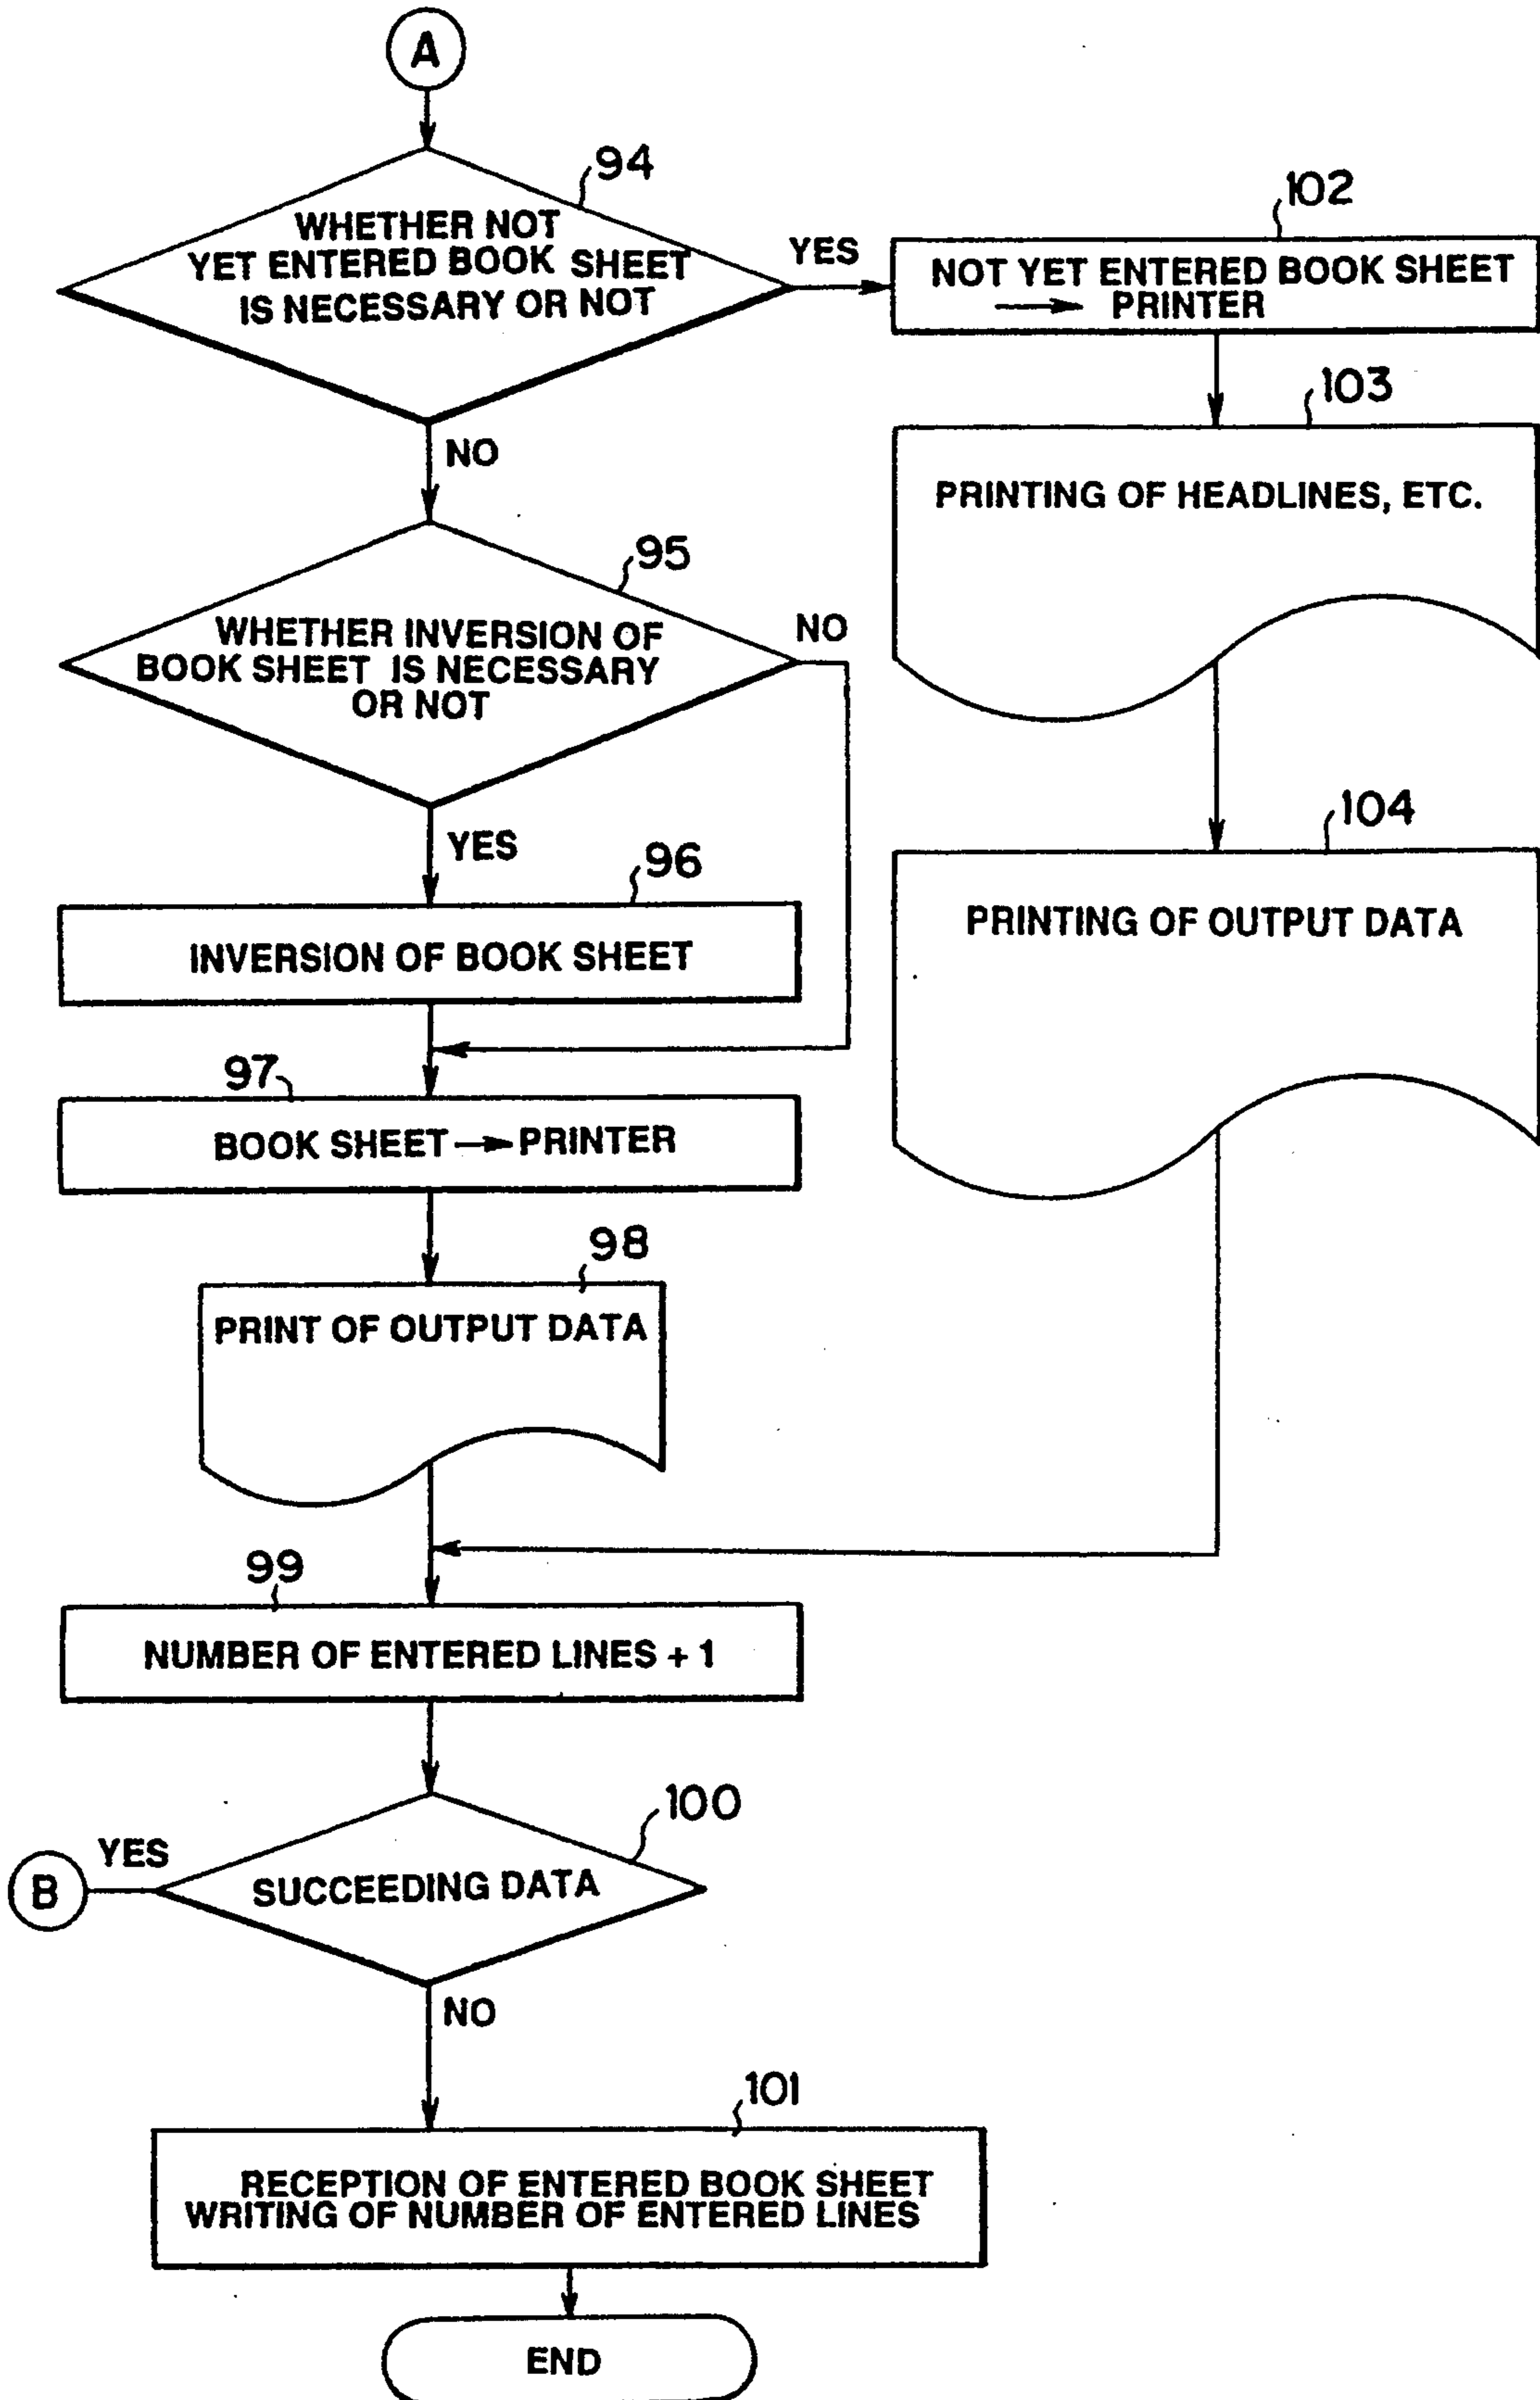 A
94
WHETHER NOT
YET ENTERED BOOK SHEET
IS NECESSARY OR NOT
YES
102
NOT YET ENTERED BOOK SHEET
→ PRINTER
103
PRINTING OF HEADLINES, ETC.
NO
95
WHETHER INVERSION OF
BOOK SHEET IS NECESSARY
OR NOT
NO
YES
104
PRINTING OF OUTPUT DATA
96
INVERSION OF BOOK SHEET
97
BOOK SHEET → PRINTER
98
PRINT OF OUTPUT DATA
99
NUMBER OF ENTERED LINES + 1
100
SUCCEEDING DATA
YES
B
NO
101
RECEPTION OF ENTERED BOOK SHEET
WRITING OF NUMBER OF ENTERED LINES
END